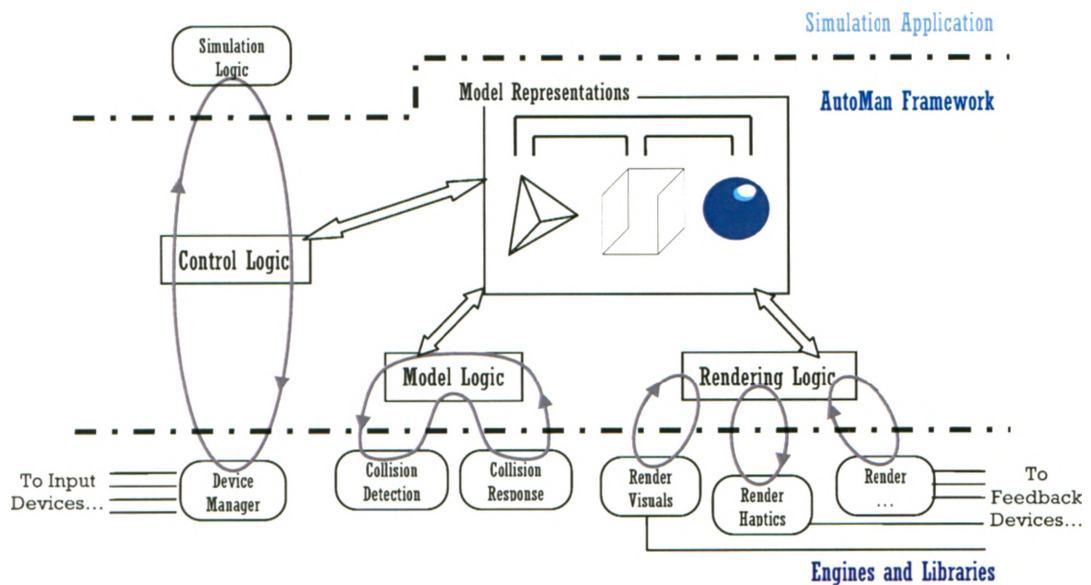 Simulation Application
Simulation
Logic
Model Representations
AutoMan Framework
Control Logic
Model Logic
Rendering Logic
To Input
Devices...
Device
Manager
Collision
Detection
Collision
Response
Render
Visuals
Render
Haptics
Render
...
To
Feedback
Devices...
Engines and Libraries